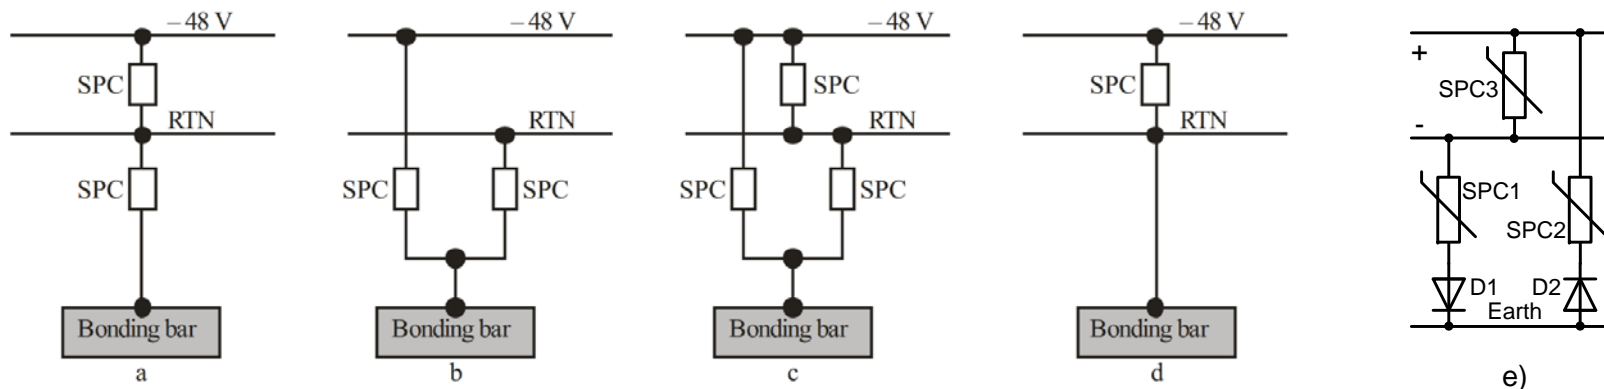 – 48 V
SPC
RTN
SPC
Bonding bar
a
– 48 V
RTN
SPC
SPC
Bonding bar
b
– 48 V
SPC
RTN
SPC
SPC
Bonding bar
c
– 48 V
SPC
RTN
Bonding bar
d
+
SPC3
-
SPC1
SPC2
D1
D2
Earth
e)